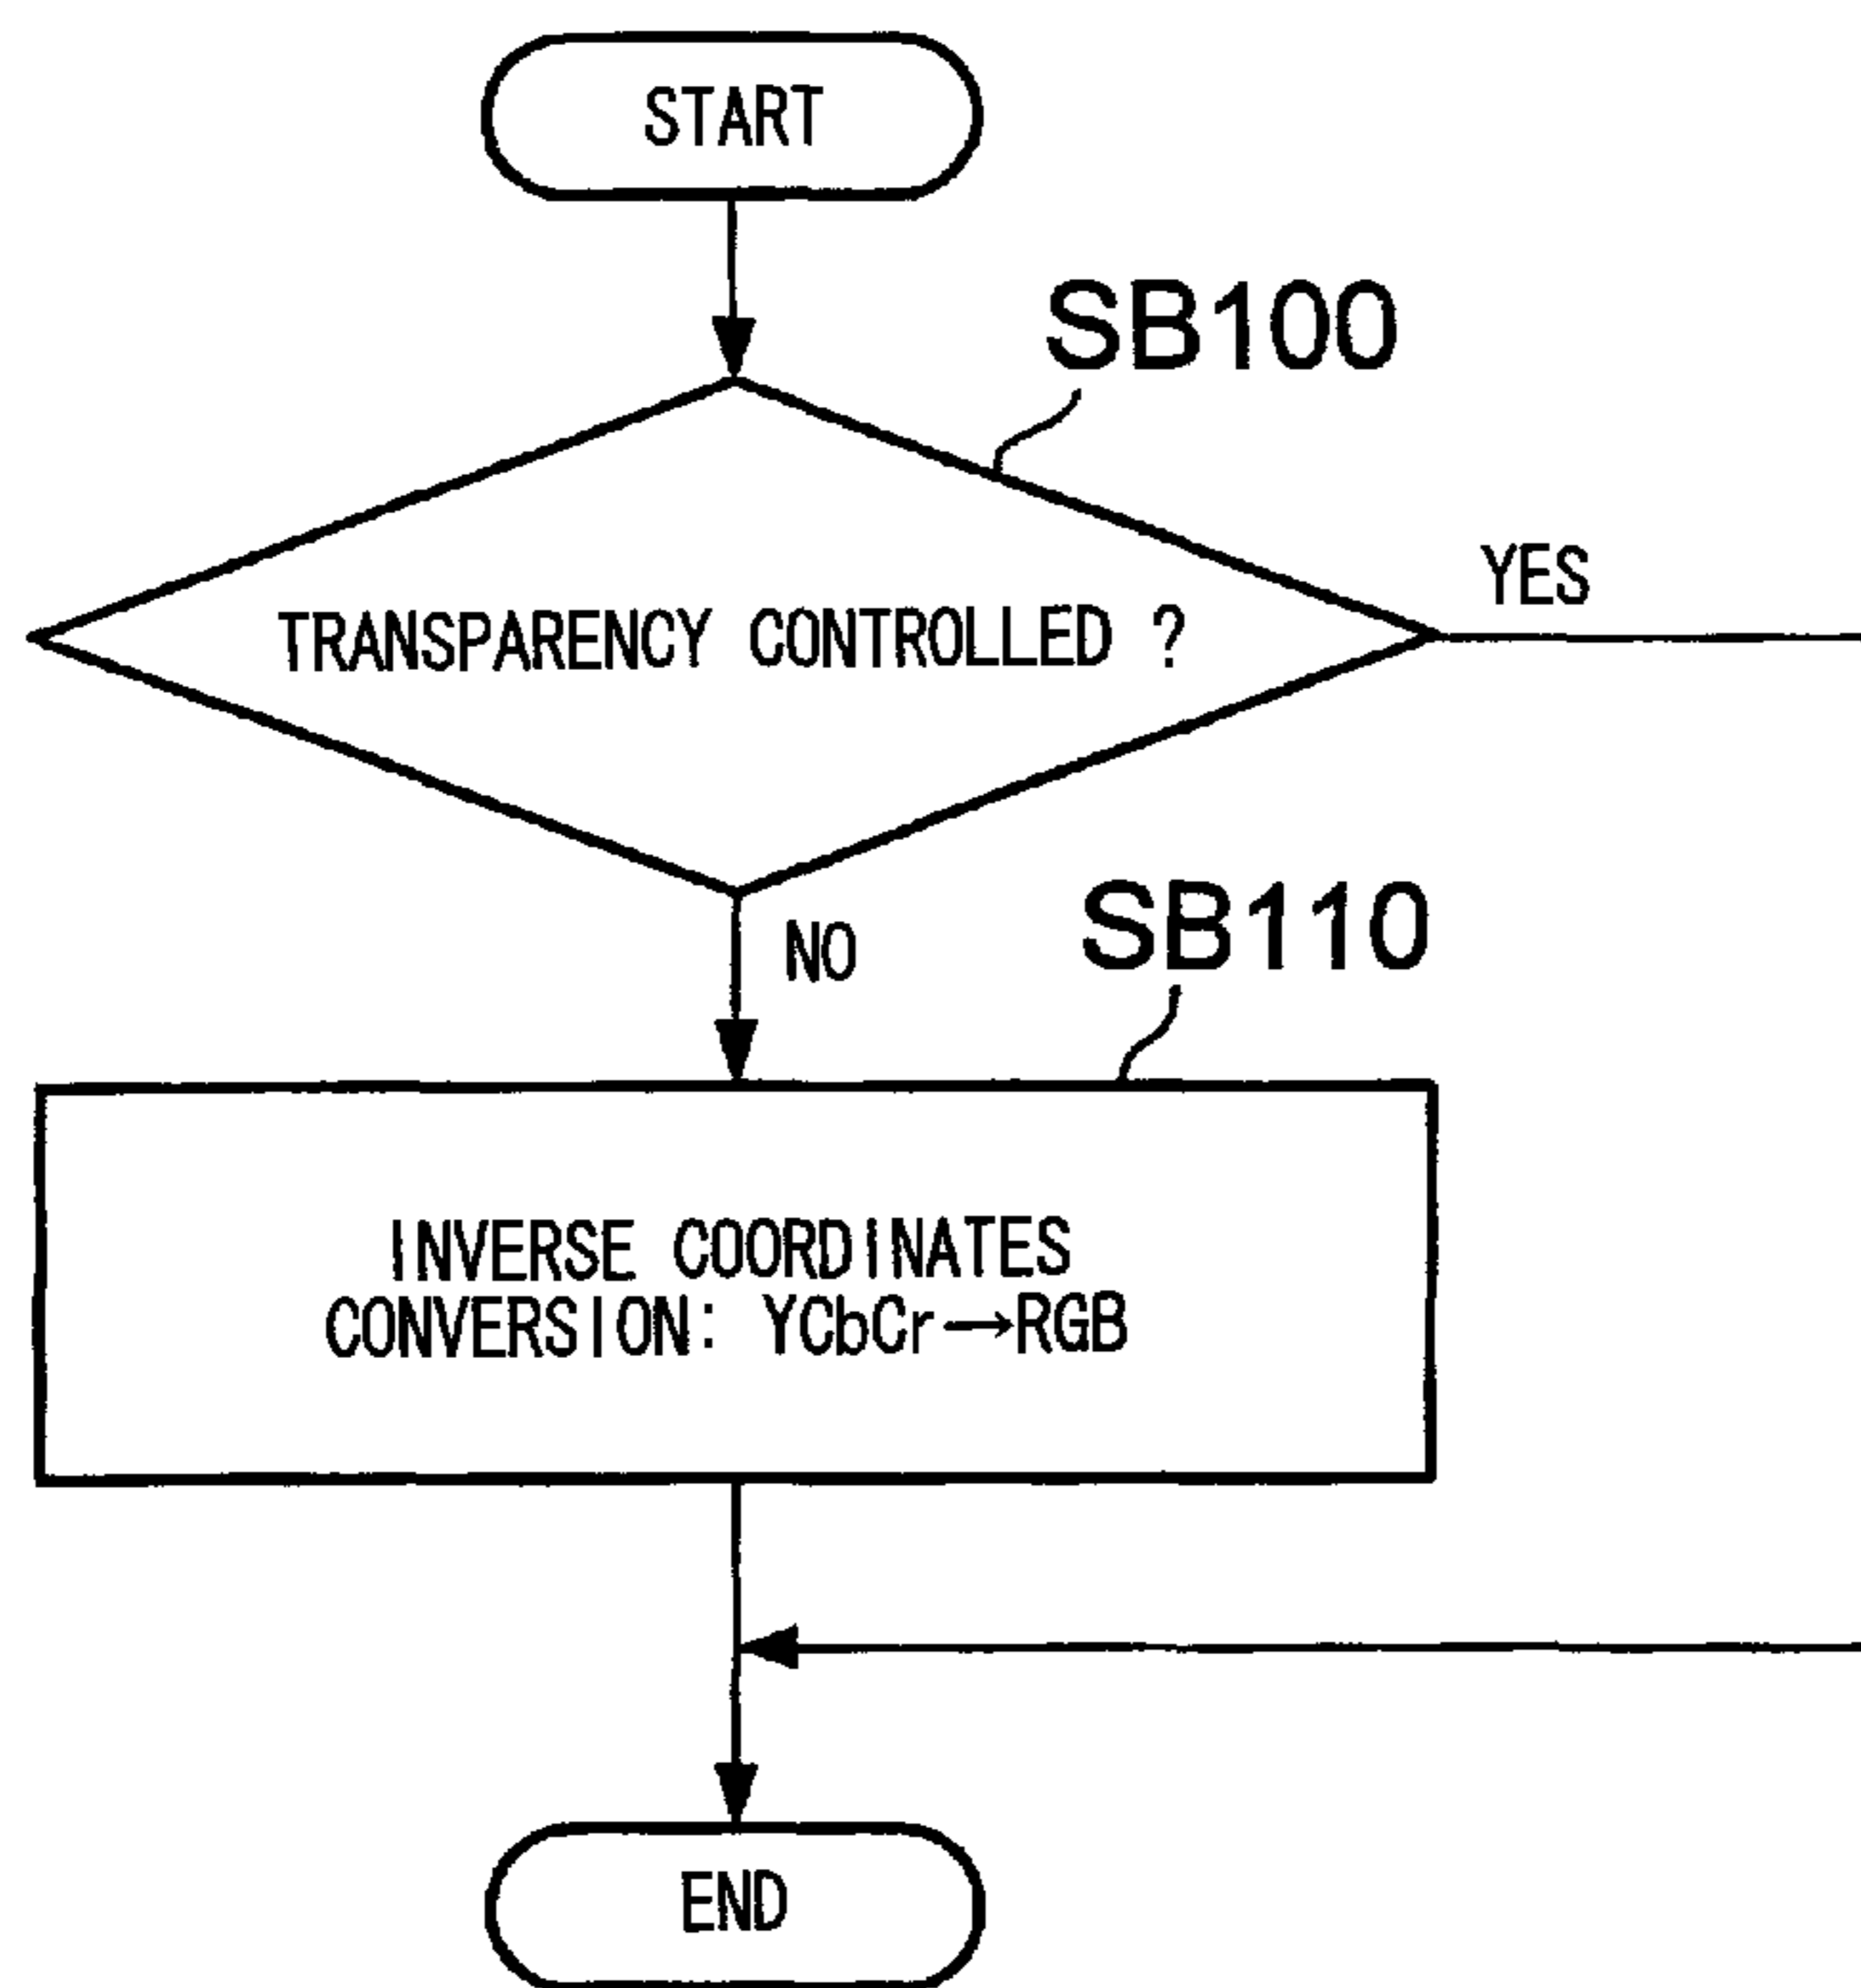 START
SB100
TRANSPARENCY CONTROLLED ?
YES
NO
SB110
INVERSE COORDINATES
CONVERSION: YCbCr→RGB
END